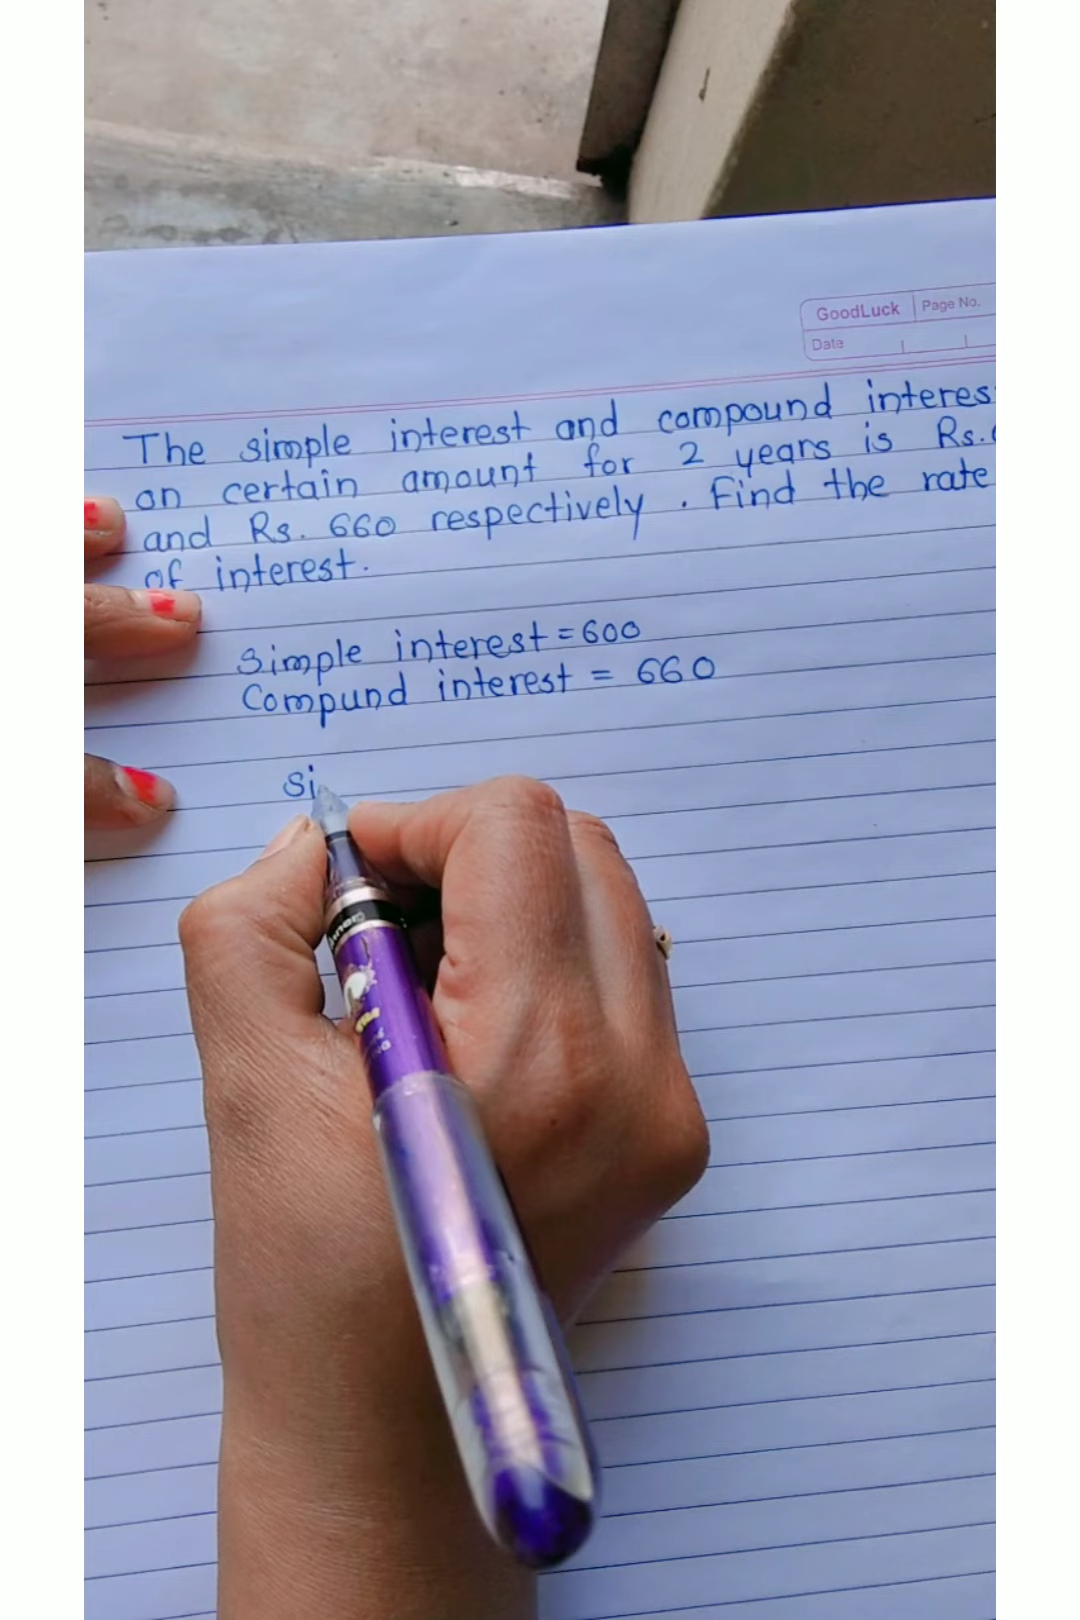 GoodLuck Page No.
Date
The simple interest and compound interes
on certain amount for 2 years is Rs.
and Rs. 660 respectively. Find the rate
of interest.
Simple interest = 600
Compund interest = 660
Si